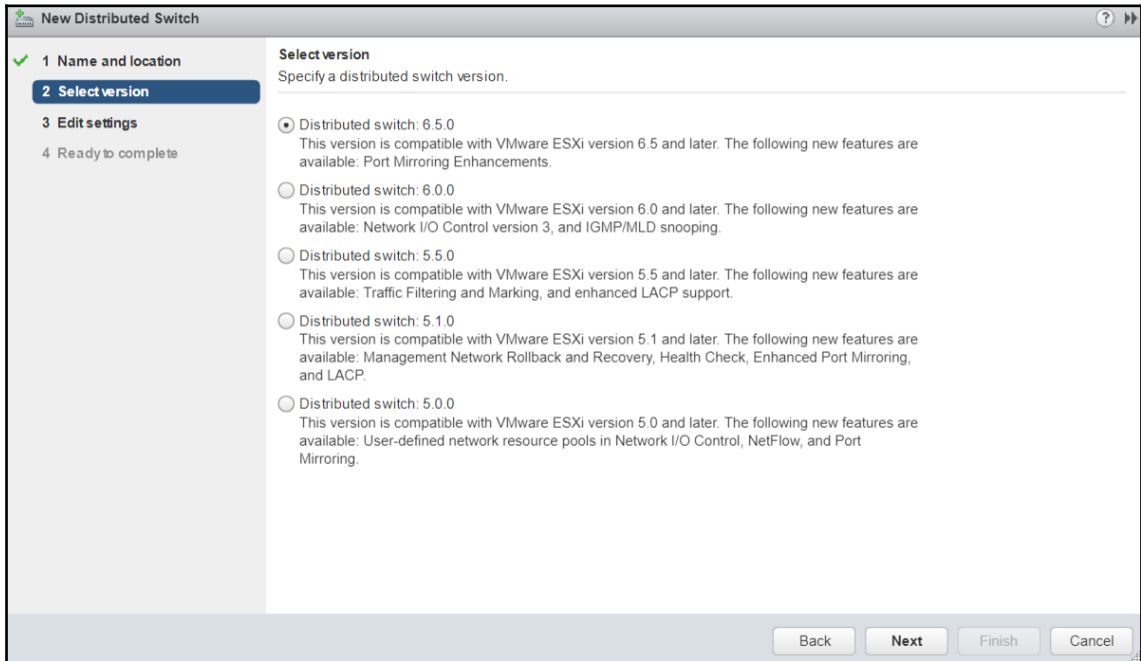 New Distributed Switch
?
1 Name and location
2 Select version
3 Edit settings
4 Ready to complete
Select version
Specify a distributed switch version.
Distributed switch: 6.5.0
This version is compatible with VMware ESXi version 6.5 and later. The following new features are
available: Port Mirroring Enhancements.
Distributed switch: 6.0.0
This version is compatible with VMware ESXi version 6.0 and later. The following new features are
available: Network I/O Control version 3, and IGMP/MLD snooping.
Distributed switch: 5.5.0
This version is compatible with VMware ESXi version 5.5 and later. The following new features are
available: Traffic Filtering and Marking, and enhanced LACP support.
Distributed switch: 5.1.0
This version is compatible with VMware ESXi version 5.1 and later. The following new features are
available: Management Network Rollback and Recovery, Health Check, Enhanced Port Mirroring,
and LACP.
Distributed switch: 5.0.0
This version is compatible with VMware ESXi version 5.0 and later. The following new features are
available: User-defined network resource pools in Network I/O Control, NetFlow, and Port
Mirroring.
Back Next Finish Cancel